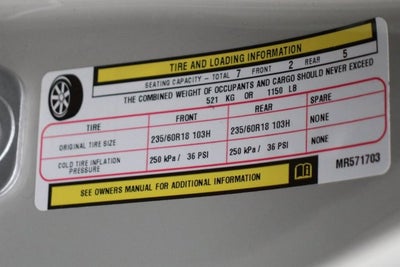 TIRE AND LOADING INFORMATION
SEATING CAPACITY - TOTAL 7 FRONT 2 REAR 5
THE COMBINED WEIGHT OF OCCUPANTS AND CARGO SHOULD NEVER EXCEED
521 KG OR 1150 LB
TIRE FRONT REAR SPARE
ORIGINAL TIRE SIZE 235/60R18 103H 235/60R18 103H NONE
COLD TIRE INFLATION PRESSURE 250 kPa / 36 PSI 250 kPa / 36 PSI NONE
SEE OWNERS MANUAL FOR ADDITIONAL INFORMATION
MR571703